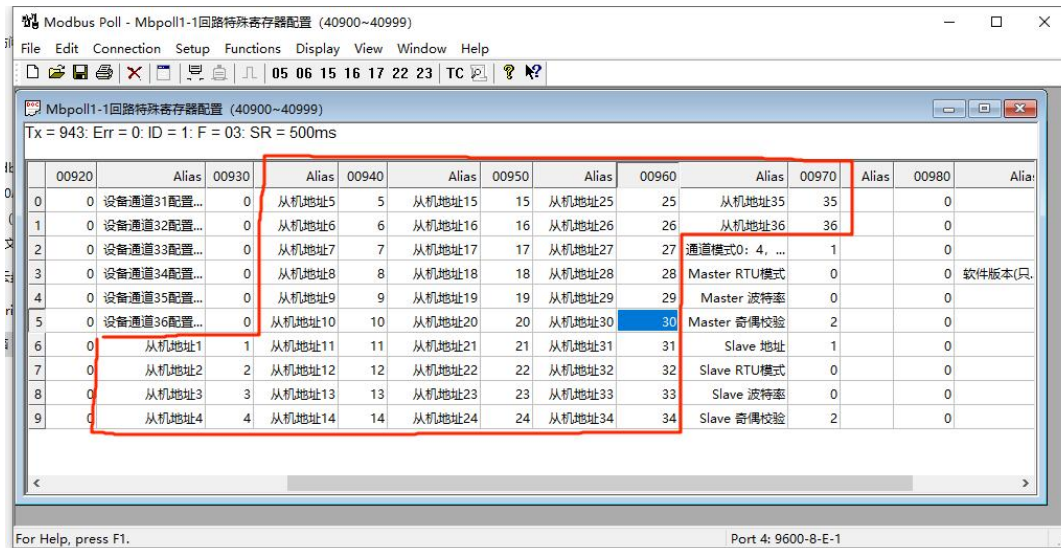 Modbus Poll - Mbpoll1-1回路特殊寄存器配置 (40900~40999)
File Edit Connection Setup Functions Display View Window Help
05 06 15 16 17 22 23 TC
Mbpoll1-1回路特殊寄存器配置 (40900~40999)
Tx = 943: Err = 0: ID = 1: F = 03: SR = 500ms
00920 Alias 00930 Alias 00940 Alias 00950 Alias 00960 Alias 00970 Alias 00980 Alias
0 0 设备通道31配置... 0 从机地址5 5 从机地址15 15 从机地址25 25 从机地址35 35 0
1 0 设备通道32配置... 0 从机地址6 6 从机地址16 16 从机地址26 26 从机地址36 36 0
2 0 设备通道33配置... 0 从机地址7 7 从机地址17 17 从机地址27 27 通道模式0: 4, ... 1 0
3 0 设备通道34配置... 0 从机地址8 8 从机地址18 18 从机地址28 28 Master RTU模式 0 0 软件版本(只.
4 0 设备通道35配置... 0 从机地址9 9 从机地址19 19 从机地址29 29 Master 波特率 0 0
5 0 设备通道36配置... 0 从机地址10 10 从机地址20 20 从机地址30 30 Master 奇偶校验 2 0
6 0 从机地址1 1 从机地址11 11 从机地址21 21 从机地址31 31 Slave 地址 1 0
7 0 从机地址2 2 从机地址12 12 从机地址22 22 从机地址32 32 Slave RTU模式 0 0
8 0 从机地址3 3 从机地址13 13 从机地址23 23 从机地址33 33 Slave 波特率 0 0
9 0 从机地址4 4 从机地址14 14 从机地址24 24 从机地址34 34 Slave 奇偶校验 2 0
For Help, press F1. Port 4: 9600-8-E-1